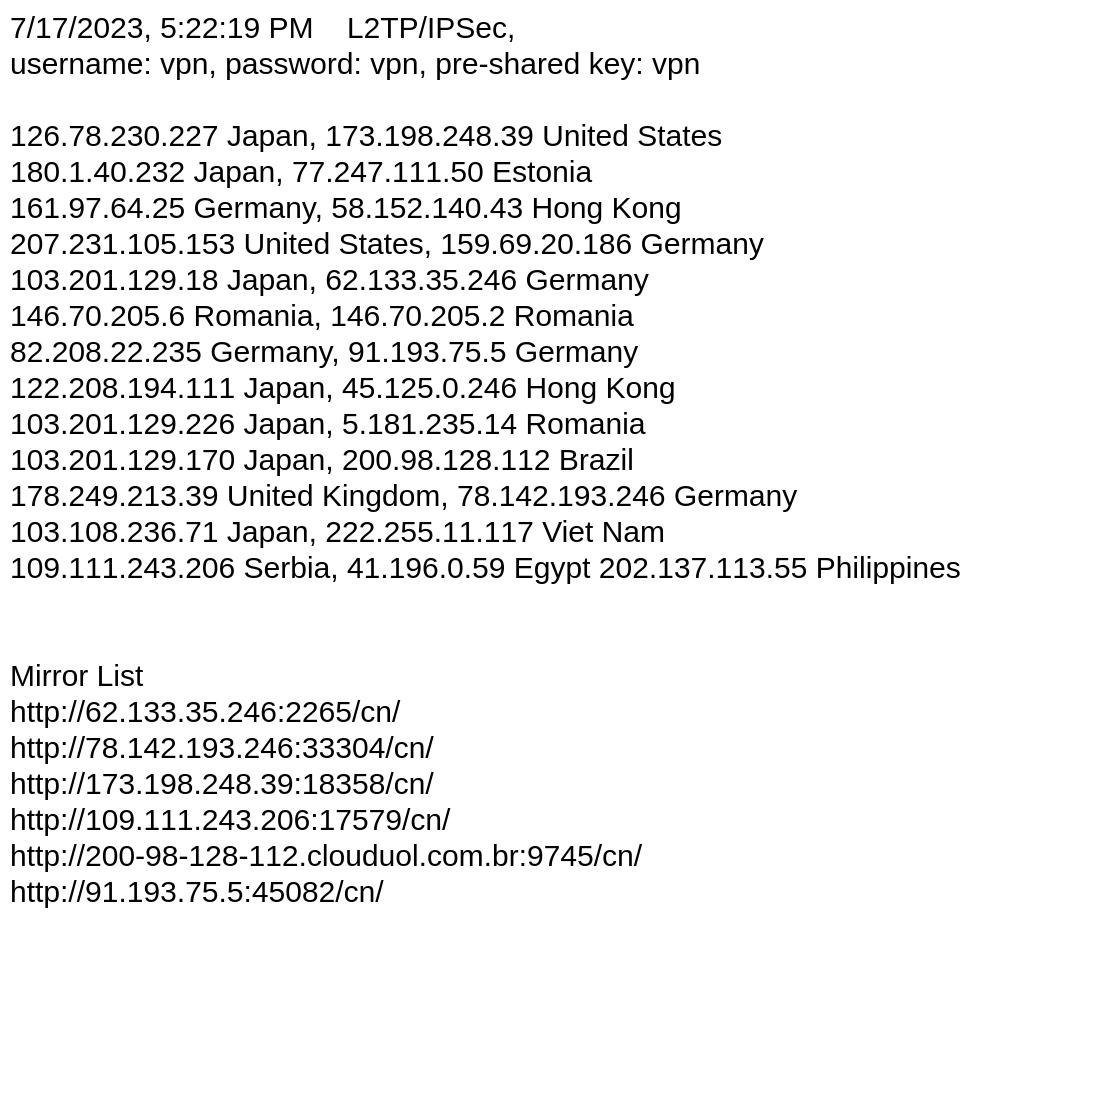 7/17/2023, 5:22:19 PM    L2TP/IPSec,
username: vpn, password: vpn, pre-shared key: vpn
126.78.230.227 Japan, 173.198.248.39 United States
180.1.40.232 Japan, 77.247.111.50 Estonia
161.97.64.25 Germany, 58.152.140.43 Hong Kong
207.231.105.153 United States, 159.69.20.186 Germany
103.201.129.18 Japan, 62.133.35.246 Germany
146.70.205.6 Romania, 146.70.205.2 Romania
82.208.22.235 Germany, 91.193.75.5 Germany
122.208.194.111 Japan, 45.125.0.246 Hong Kong
103.201.129.226 Japan, 5.181.235.14 Romania
103.201.129.170 Japan, 200.98.128.112 Brazil
178.249.213.39 United Kingdom, 78.142.193.246 Germany
103.108.236.71 Japan, 222.255.11.117 Viet Nam
109.111.243.206 Serbia, 41.196.0.59 Egypt 202.137.113.55 Philippines
Mirror List
http://62.133.35.246:2265/cn/
http://78.142.193.246:33304/cn/
http://173.198.248.39:18358/cn/
http://109.111.243.206:17579/cn/
http://200-98-128-112.clouduol.com.br:9745/cn/
http://91.193.75.5:45082/cn/